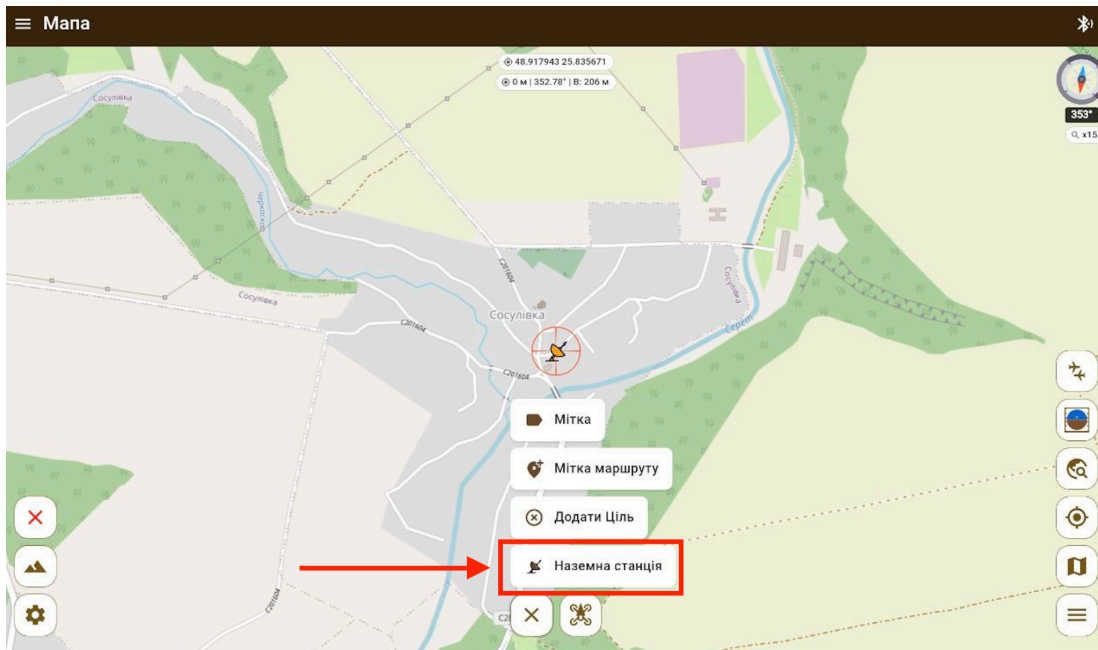 Мапа
48.917943 25.835671
0 м | 352.78° | В: 206 м
353°
x15
Сосулівка
Черкаська
Сосулівка
С201604
Сосулівка
С201604
Сосулівка
Серет
С201604
Мітка
Мітка маршруту
Додати Ціль
Наземна станція
С201604